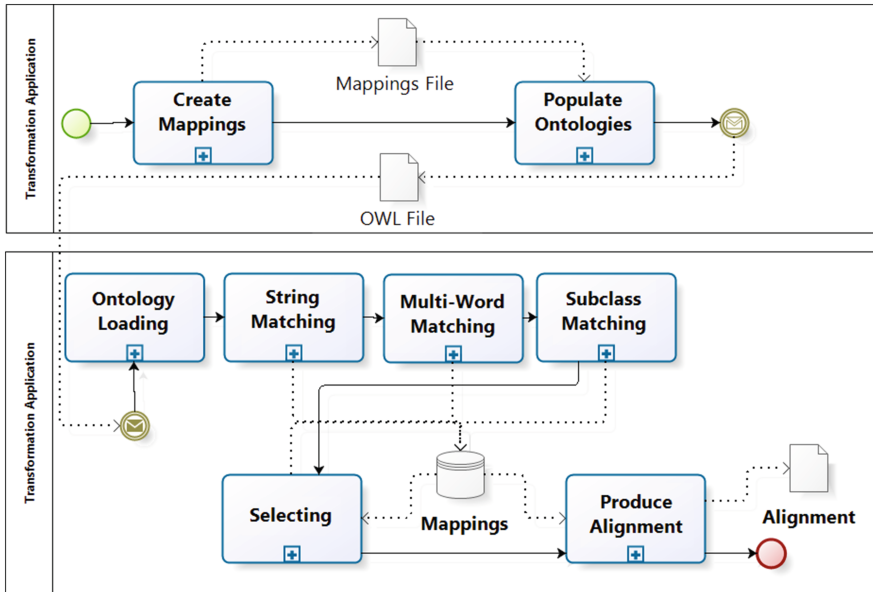 Transformation Application
Mappings File
Create
Mappings
Populate
Ontologies
OWL File
Transformation Application
Ontology
Loading
String
Matching
Multi-Word
Matching
Subclass
Matching
Selecting
Mappings
Produce
Alignment
Alignment